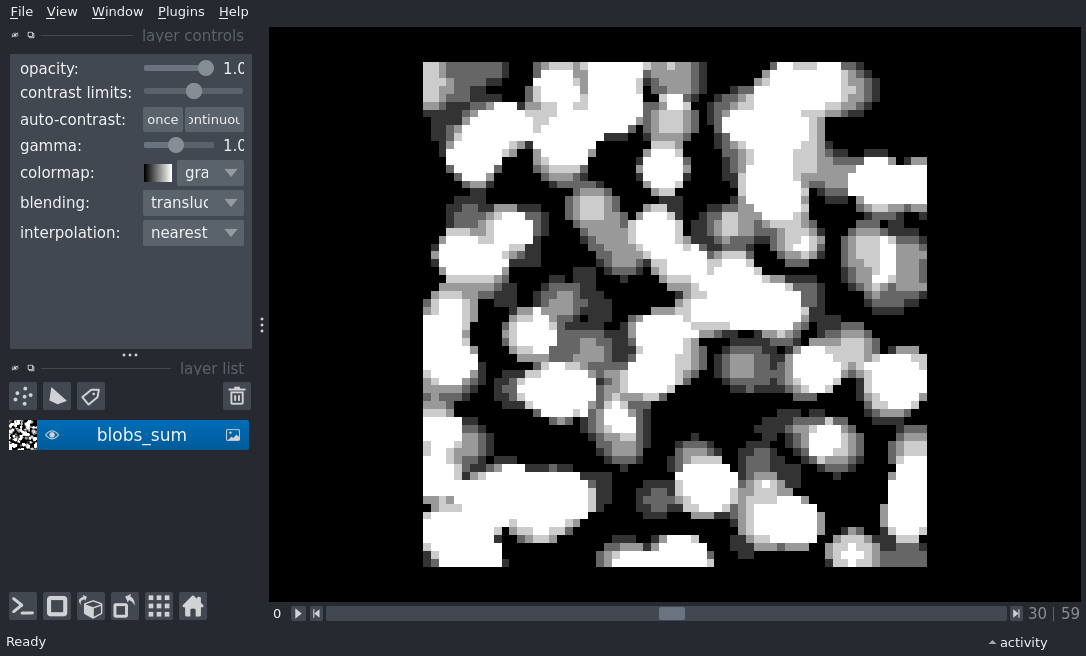 File View Window Plugins Help
layer controls
opacity: 1.0
contrast limits:
auto-contrast: once ontinuou
gamma: 1.0
colormap: gra
blending: transluc
interpolation: nearest
layer list
blobs_sum
0 30 | 59
Ready activity